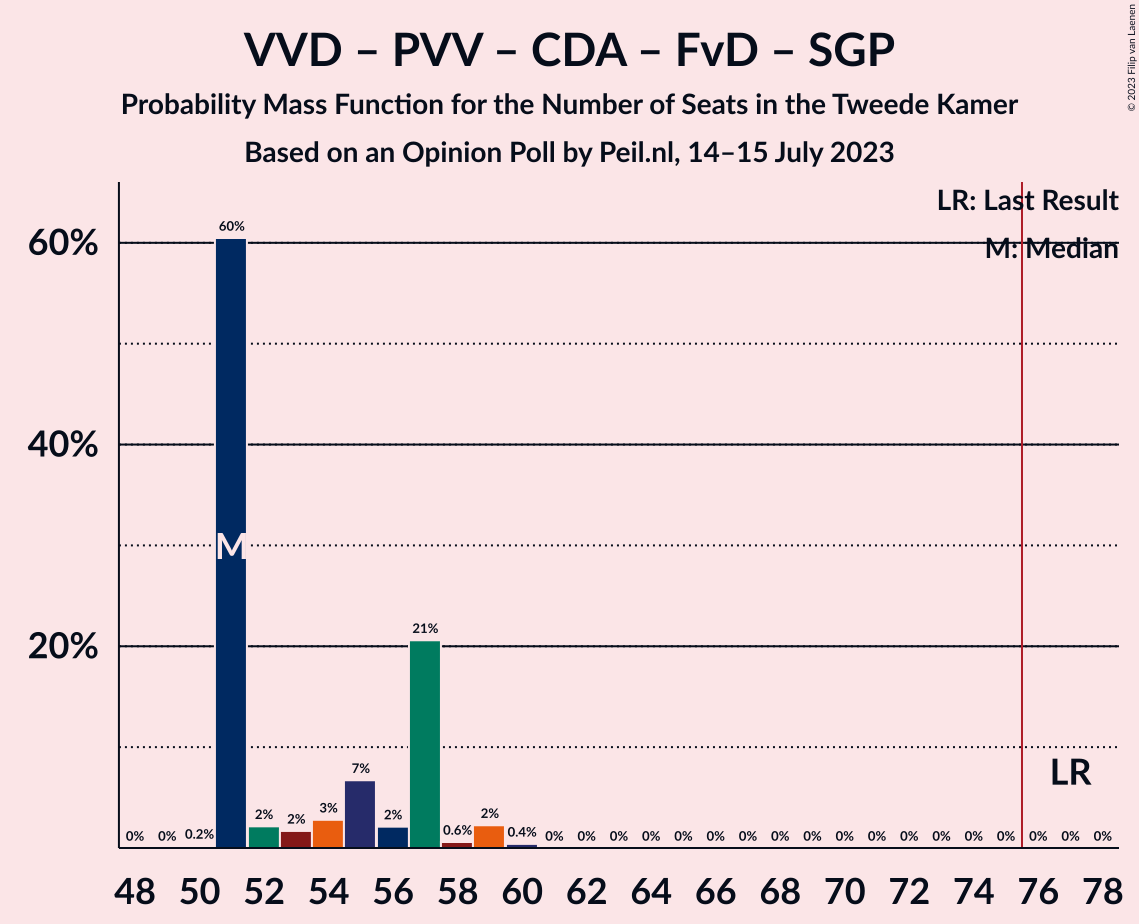 VVD – PVV – CDA – FvD – SGP
Probability Mass Function for the Number of Seats in the Tweede Kamer
Based on an Opinion Poll by Peil.nl, 14–15 July 2023
© 2023 Filip van Laenen
LR: Last Result
M: Median
60%
40%
20%
0% 0% 0.2% 60% 2% 2% 3% 7% 2% 21% 0.6% 2% 0.4% 0% 0% 0% 0% 0% 0% 0% 0% 0% 0% 0% 0% 0% 0% 0% 0% 0% 0%
M
LR
48 50 52 54 56 58 60 62 64 66 68 70 72 74 76 78